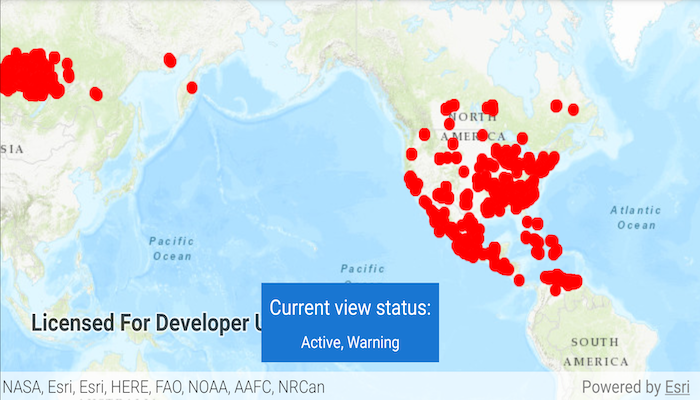 NORTH
AMERICA
SIA
Atlantic
Ocean
Pacific
Ocean
Pacific
Current view status:
Active, Warning
Licensed For Developer U
SOUTH
AMERICA
NASA, Esri, Esri, HERE, FAO, NOAA, AAFC, NRCan
Powered by Esri